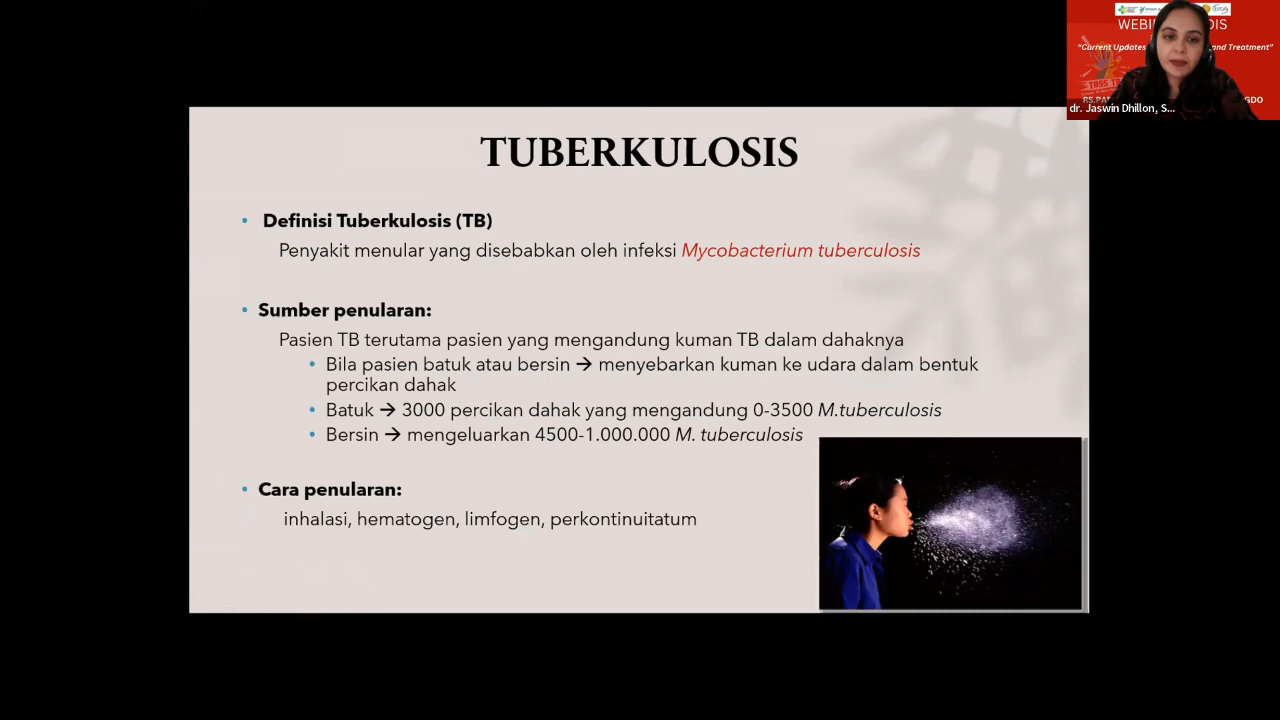 TUBERKULOSIS
• Definisi Tuberkulosis (TB)
Penyakit menular yang disebabkan oleh infeksi Mycobacterium tuberculosis
• Sumber penularan:
Pasien TB terutama pasien yang mengandung kuman TB dalam dahaknya
• Bila pasien batuk atau bersin → menyebarkan kuman ke udara dalam bentuk
percikan dahak
• Batuk → 3000 percikan dahak yang mengandung 0-3500 M.tuberculosis
• Bersin → mengeluarkan 4500-1.000.000 M. tuberculosis
• Cara penularan:
inhalasi, hematogen, limfogen, perkontinuitatum
"Current Updates and Treatment"
dr. Jaswin Dhillon, S...